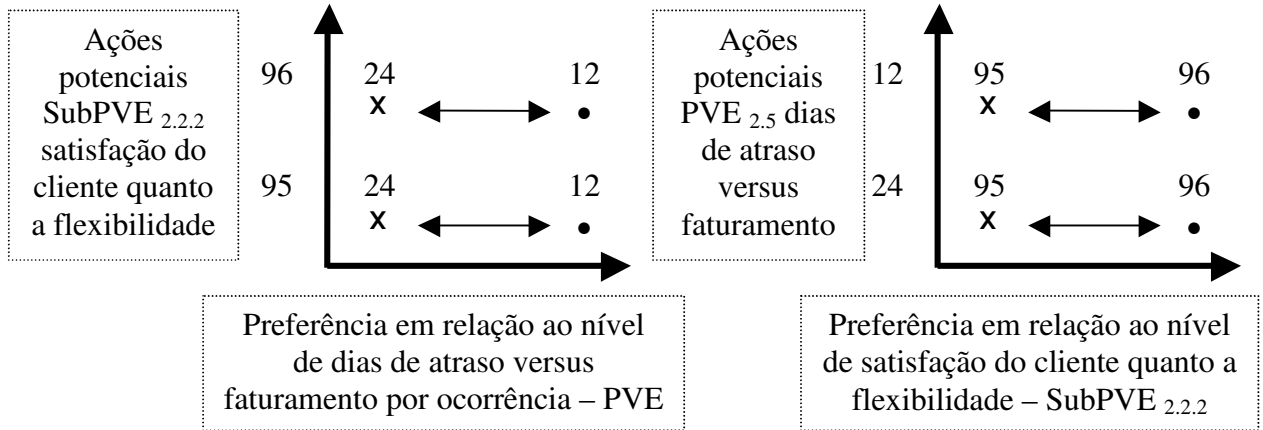 Ações
potenciais
SubPVE 2.2.2
satisfação do
cliente quanto
a flexibilidade
96
24
12
x
•
95
24
12
x
•
Preferência em relação ao nível
de dias de atraso versus
faturamento por ocorrência – PVE
Ações
potenciais
PVE 2.5 dias
de atraso
versus
faturamento
12
95
96
x
•
24
95
96
x
•
Preferência em relação ao nível
de satisfação do cliente quanto a
flexibilidade – SubPVE 2.2.2